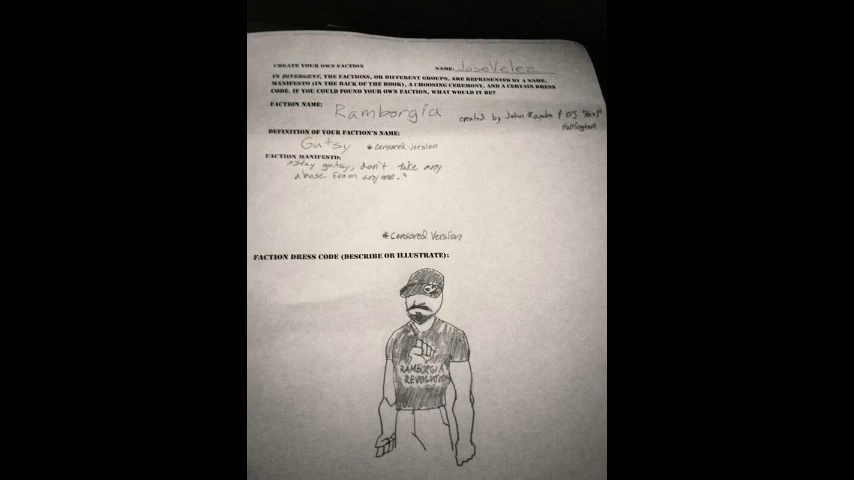 CREATE YOUR OWN FACTION NAME: Jose Velez
IN DIVERGENT, THE FACTIONS, OR DIFFERENT GROUPS, ARE REPRESENTED BY A NAME,
MANIFESTO (IN THE BACK OF THE BOOK), A CHOOSING CEREMONY, AND A CERTAIN DRESS
CODE. IF YOU COULD FOUND YOUR OWN FACTION, WHAT WOULD IT BE?
FACTION NAME: Ramborgia created by John Rambo & OJ
Harrington
DEFINITION OF YOUR FACTION'S NAME:
Gutsy *Censored Version
FACTION MANIFESTO:
"Stay gutsy, don't take any
abuse from anyone."
*Censored Version
FACTION DRESS CODE (DESCRIBE OR ILLUSTRATE):
RAMBORGIA
REVOLUTION